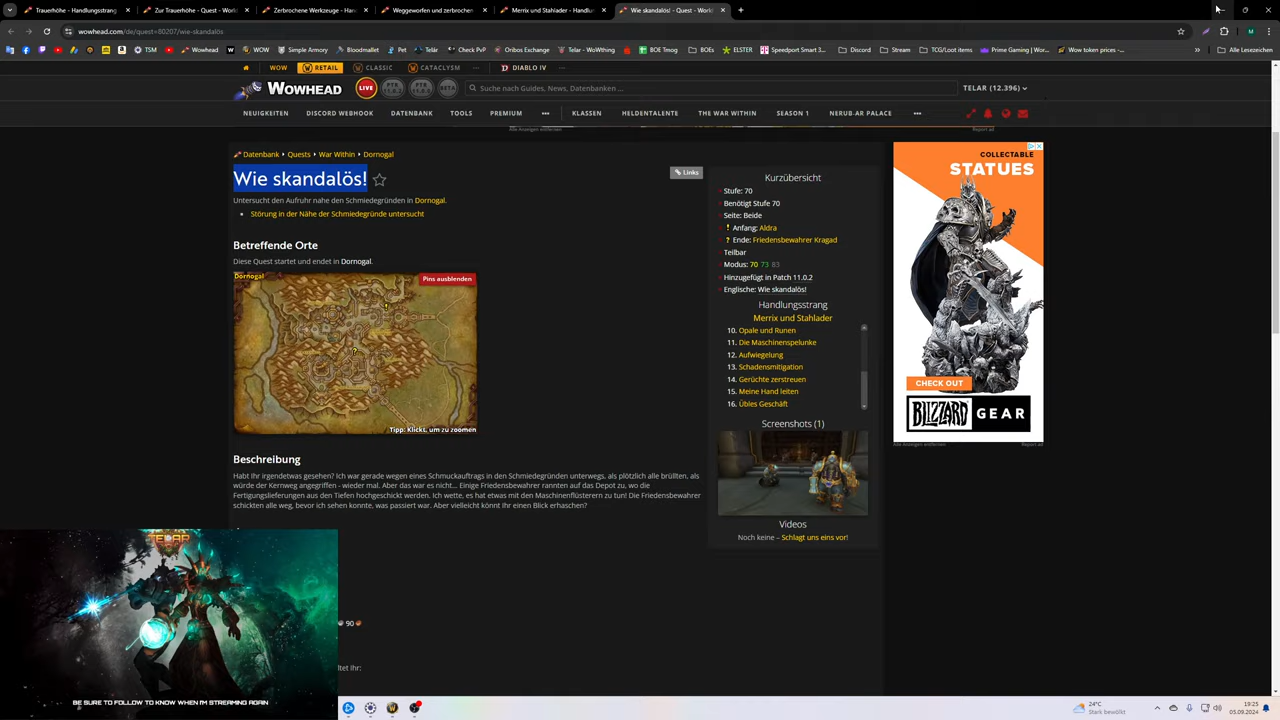 Trauerhöhe - Handlungsstrang
Zur Trauerhöhe - Quest - World
Zerbrochene Werkzeuge - Han
Weggeworfen und zerbrochen
Merrix und Stahlader - Handlun
Wie skandalös! - Quest - World
wowhead.com/de/quest=80207/wie-skandalös
TSM
Wowhead
WOW
Simple Armory
Bloodmallet
Pet
Telár - WoWthing
Check PvP
Oribos Exchange
BOE Tmog
BOEs
ELSTER
Speedport Smart 3...
Discord
Stream
TCG/Loot items
Prime Gaming | Wor...
Wow token prices -...
Alle Lesezeichen
WOW
RETAIL
CLASSIC
CATACLYSM
DIABLO IV
WOWHEAD
LIVE
Suche nach Guides, News, Datenbanken ...
TELAR (12.396)
NEUIGKEITEN
DISCORD WEBHOOK
DATENBANK
TOOLS
PREMIUM
KLASSEN
HELDENTALENTE
THE WAR WITHIN
SEASON 1
NERUB-AR PALACE
Alle Anzeigen entfernen
Report ad
Datenbank Quests War Within Dornogal
Wie skandalös!
Links
Untersucht den Aufruhr nahe den Schmiedegründen in Dornogal.
Störung in der Nähe der Schmiedegründe untersucht
Betreffende Orte
Diese Quest startet und endet in Dornogal.
Dornogal
Pins ausblenden
Tipp: Klickt, um zu zoomen
Beschreibung
Habt Ihr irgendetwas gesehen? Ich war gerade wegen eines Schmuckauftrags in den Schmiedegründen unterwegs, als plötzlich alle brüllten, als
würde der Kernweg angegriffen - wieder mal. Aber das war es nicht... Einige Friedensbewahrer rannten auf das Depot zu, wo die
Fertigungslieferungen aus den Tiefen hochgeschickt werden. Ich wette, es hat etwas mit den Maschinenflüsterern zu tun! Die Friedensbewahrer
schickten alle weg, bevor ich sehen konnte, was passiert war. Aber vielleicht könnt ihr einen Blick erhaschen?
90
ltet Ihr:
Kurzübersicht
Stufe: 70
Benötigt Stufe 70
Seite: Beide
Anfang: Aldra
Ende: Friedensbewahrer Kragad
Teilbar
Modus: 70 73 83
Hinzugefügt in Patch 11.0.2
Englische: Wie skandalös!
Handlungsstrang
Merrix und Stahlader
10. Opale und Runen
11. Die Maschinenspelunke
12. Aufwiegelung
13. Schadensmitigation
14. Gerüchte zerstreuen
15. Meine Hand leiten
16. Übles Geschäft
Screenshots (1)
Videos
Noch keine – Schlagt uns eins vor!
COLLECTABLE
STATUES
CHECK OUT
BLIZZARD GEAR
Alle Anzeigen entfernen
Report ad
TELAR
BE SURE TO FOLLOW TO KNOW WHEN I'M STREAMING AGAIN
24°C
Stark bewölkt
19:25
05.09.2024